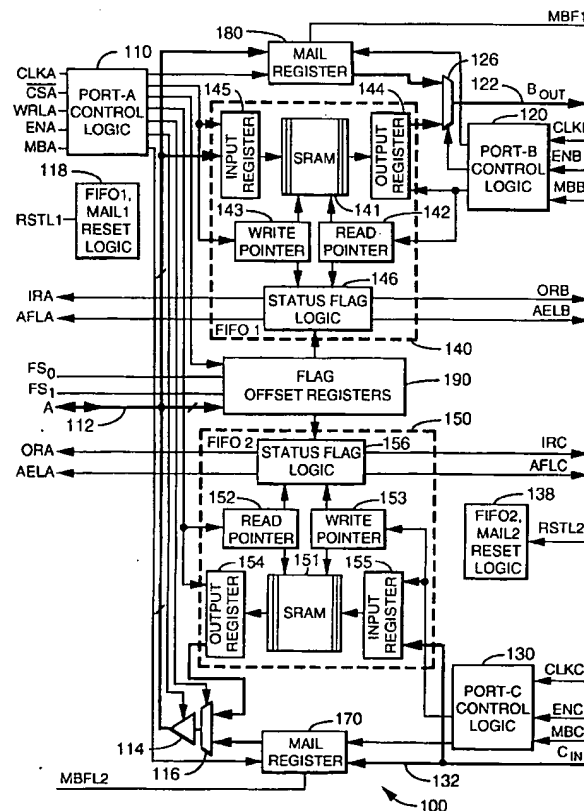 MBF1
180
110
MAIL
REGISTER
126
CLKA
PORT-A
CONTROL
LOGIC
145
144
122
BOUT
CSA
WRLA
120
ENA
INPUT
REGISTER
SRAM
OUTPUT
REGISTER
PORT-B
CONTROL
LOGIC
MBA
ENB
118
MBB
FIFO1,
MAIL1
RESET
LOGIC
143
141
142
RSTL1
WRITE
POINTER
READ
POINTER
146
IRA
STATUS FLAG
LOGIC
ORB
AFLA
AELB
FIFO 1
140
FS0
FLAG
OFFSET REGISTERS
190
FS1
A
112
150
ORA
FIFO 2
STATUS FLAG
LOGIC
156
IRC
AELA
AFLC
152
153
138
READ
POINTER
WRITE
POINTER
FIFO2,
MAIL2
RESET
LOGIC
RSTL2
154
151
155
OUTPUT
REGISTER
SRAM
INPUT
REGISTER
130
CLKC
PORT-C
CONTROL
LOGIC
170
ENC
114
MAIL
REGISTER
MBC
116
CIN
MBFL2
132
100